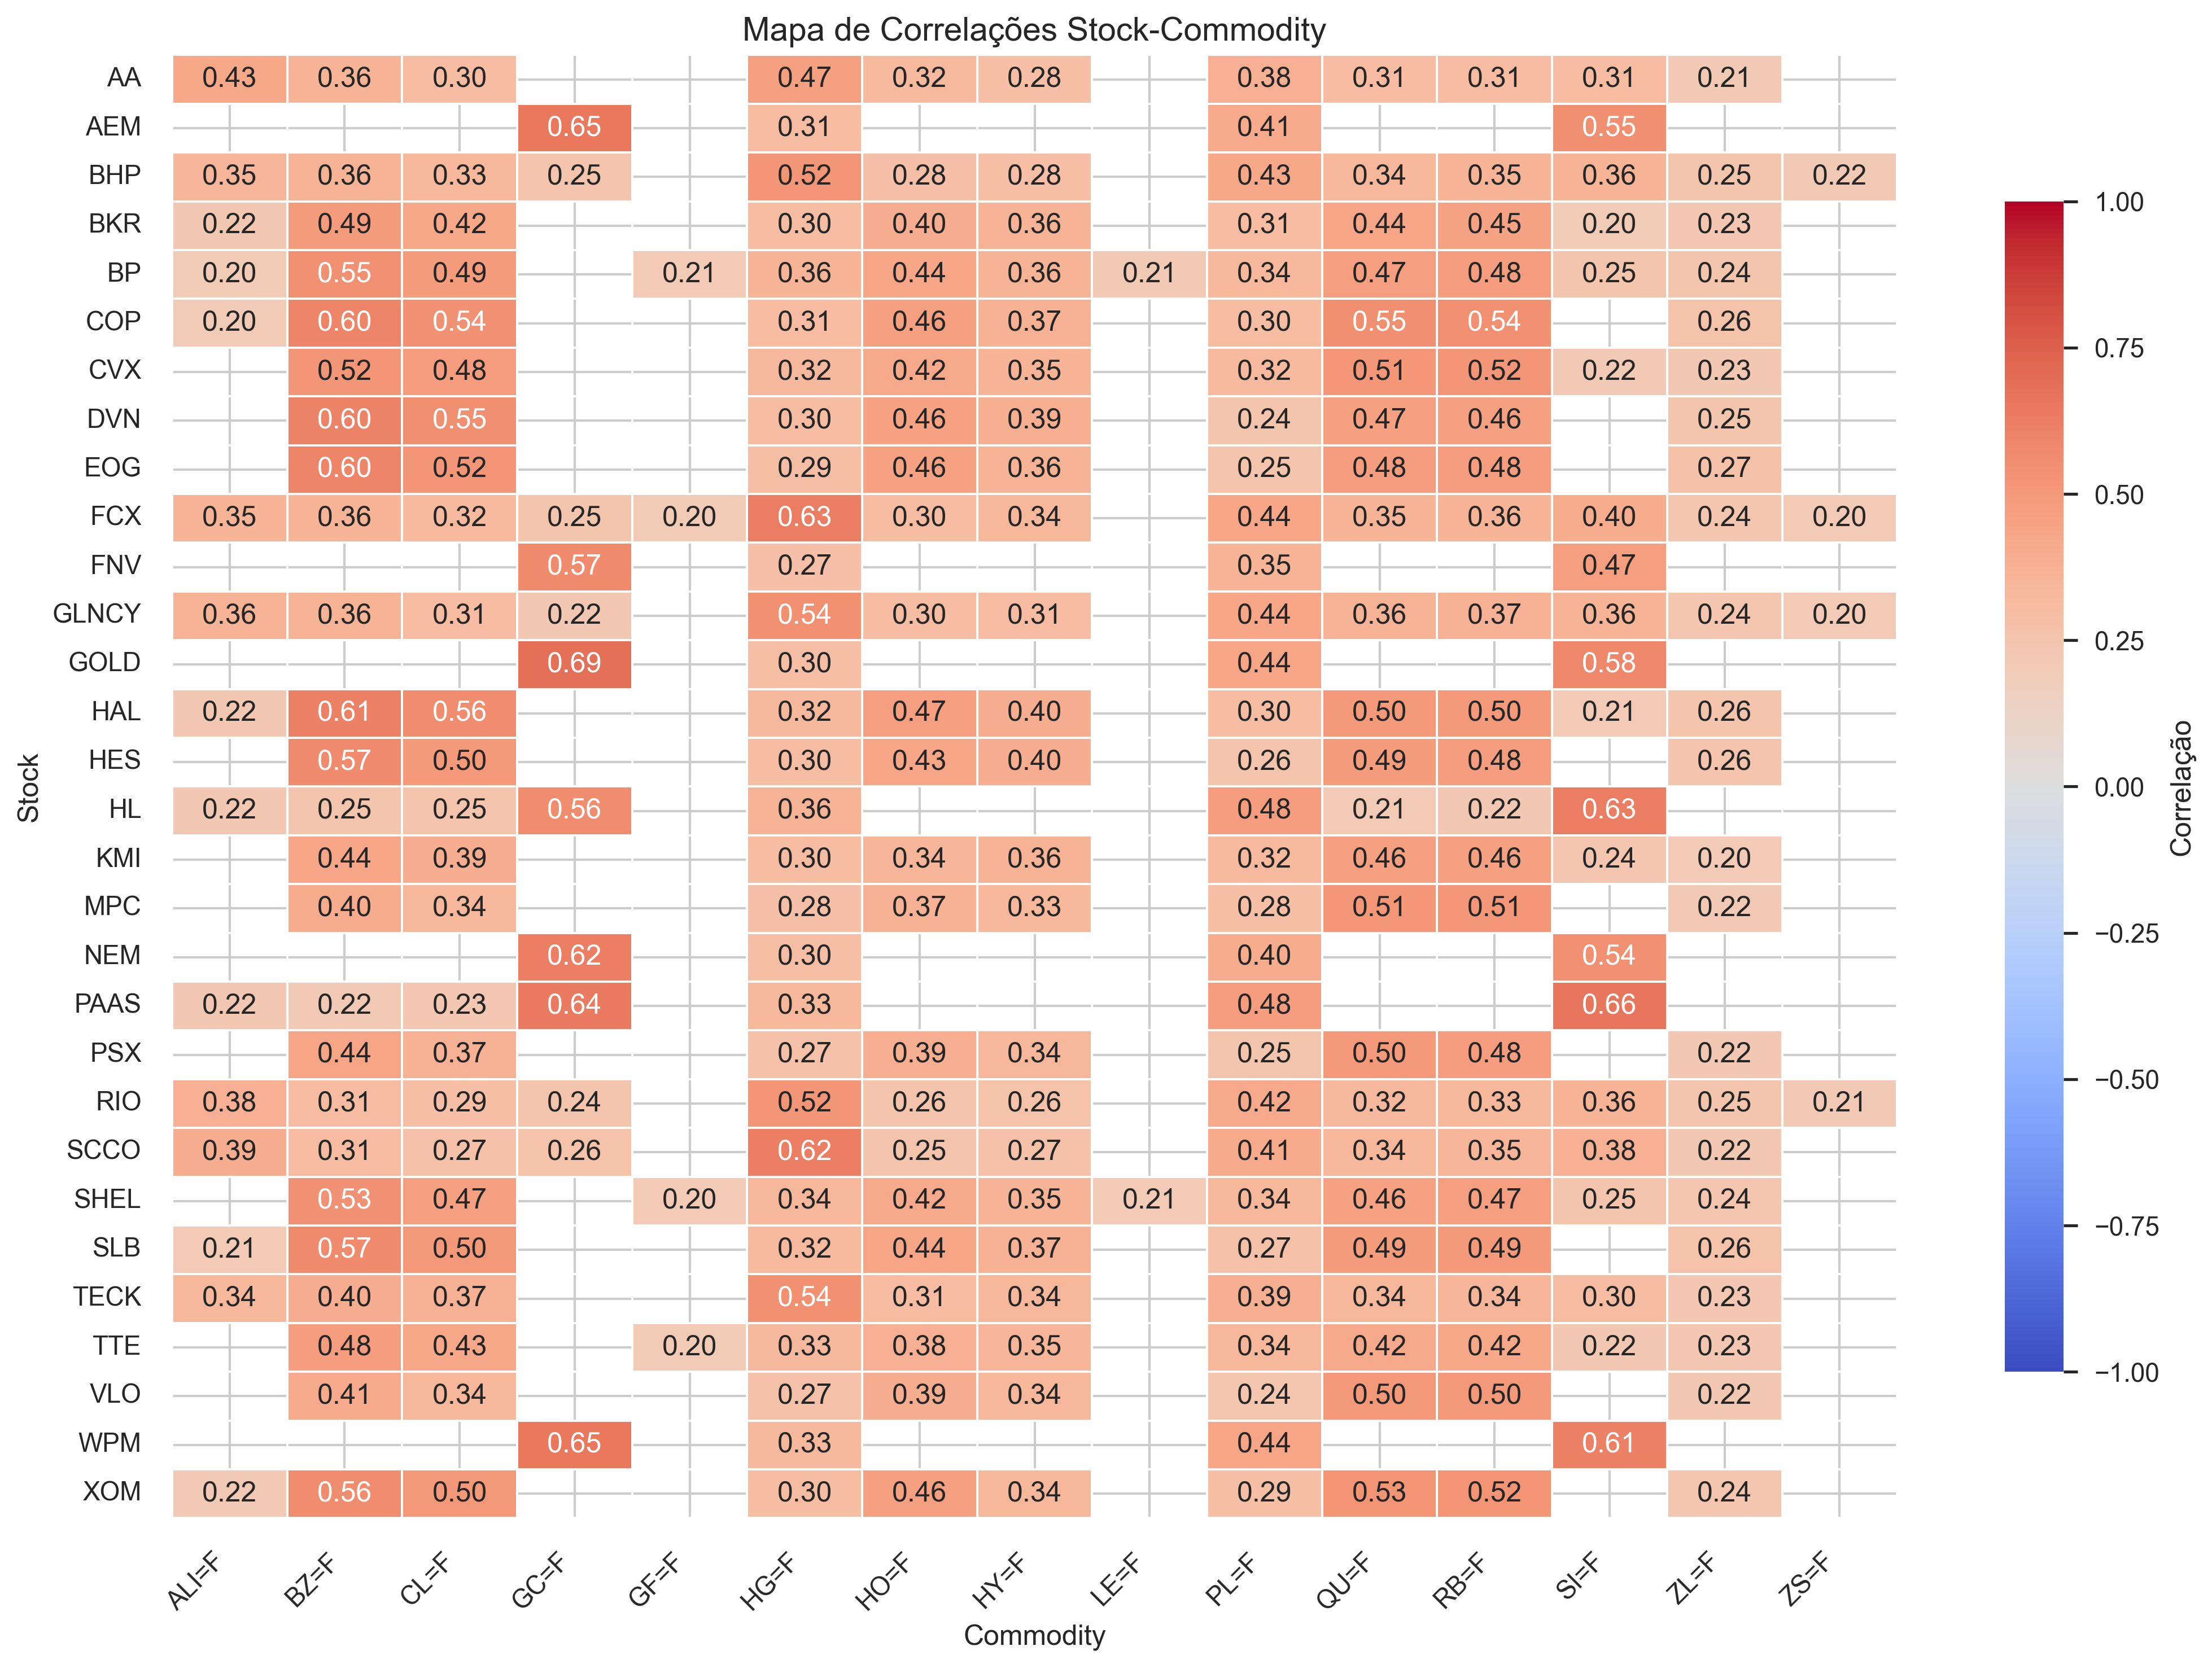 Mapa de Correlações Stock-Commodity
AA 0.43 0.36 0.30 0.47 0.32 0.28 0.38 0.31 0.31 0.31 0.21
AEM 0.65 0.31 0.41 0.55
BHP 0.35 0.36 0.33 0.25 0.52 0.28 0.28 0.43 0.34 0.35 0.36 0.25 0.22
BKR 0.22 0.49 0.42 0.30 0.40 0.36 0.31 0.44 0.45 0.20 0.23
BP 0.20 0.55 0.49 0.21 0.36 0.44 0.36 0.21 0.34 0.47 0.48 0.25 0.24
COP 0.20 0.60 0.54 0.31 0.46 0.37 0.30 0.55 0.54 0.26
CVX 0.52 0.48 0.32 0.42 0.35 0.32 0.51 0.52 0.22 0.23
DVN 0.60 0.55 0.30 0.46 0.39 0.24 0.47 0.46 0.25
EOG 0.60 0.52 0.29 0.46 0.36 0.25 0.48 0.48 0.27
FCX 0.35 0.36 0.32 0.25 0.20 0.63 0.30 0.34 0.44 0.35 0.36 0.40 0.24 0.20
FNV 0.57 0.27 0.35 0.47
GLNCY 0.36 0.36 0.31 0.22 0.54 0.30 0.31 0.44 0.36 0.37 0.36 0.24 0.20
GOLD 0.69 0.30 0.44 0.58
HAL 0.22 0.61 0.56 0.32 0.47 0.40 0.30 0.50 0.50 0.21 0.26
HES 0.57 0.50 0.30 0.43 0.40 0.26 0.49 0.48 0.26
HL 0.22 0.25 0.25 0.56 0.36 0.48 0.21 0.22 0.63
KMI 0.44 0.39 0.30 0.34 0.36 0.32 0.46 0.46 0.24 0.20
MPC 0.40 0.34 0.28 0.37 0.33 0.28 0.51 0.51 0.22
NEM 0.62 0.30 0.40 0.54
PAAS 0.22 0.22 0.23 0.64 0.33 0.48 0.66
PSX 0.44 0.37 0.27 0.39 0.34 0.25 0.50 0.48 0.22
RIO 0.38 0.31 0.29 0.24 0.52 0.26 0.26 0.42 0.32 0.33 0.36 0.25 0.21
SCCO 0.39 0.31 0.27 0.26 0.62 0.25 0.27 0.41 0.34 0.35 0.38 0.22
SHEL 0.53 0.47 0.20 0.34 0.42 0.35 0.21 0.34 0.46 0.47 0.25 0.24
SLB 0.21 0.57 0.50 0.32 0.44 0.37 0.27 0.49 0.49 0.26
TECK 0.34 0.40 0.37 0.54 0.31 0.34 0.39 0.34 0.34 0.30 0.23
TTE 0.48 0.43 0.20 0.33 0.38 0.35 0.34 0.42 0.42 0.22 0.23
VLO 0.41 0.34 0.27 0.39 0.34 0.24 0.50 0.50 0.22
WPM 0.65 0.33 0.44 0.61
XOM 0.22 0.56 0.50 0.30 0.46 0.34 0.29 0.53 0.52 0.24
ALI=F BZ=F CL=F GC=F GF=F HG=F HO=F HY=F LE=F PL=F QU=F RB=F SI=F ZL=F ZS=F
Commodity
Stock
1.00
0.75
0.50
0.25
0.00
−0.25
−0.50
−0.75
−1.00
Correlação